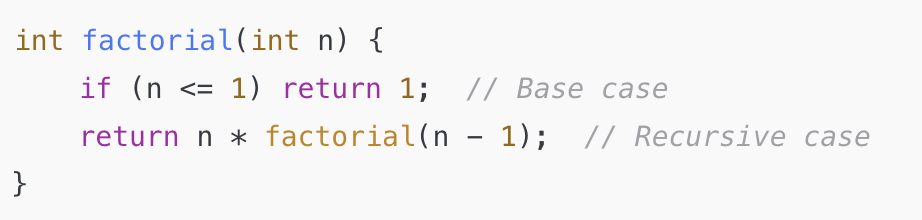 int factorial(int n) {
    if (n <= 1) return 1;  // Base case
    return n * factorial(n - 1);  // Recursive case
}